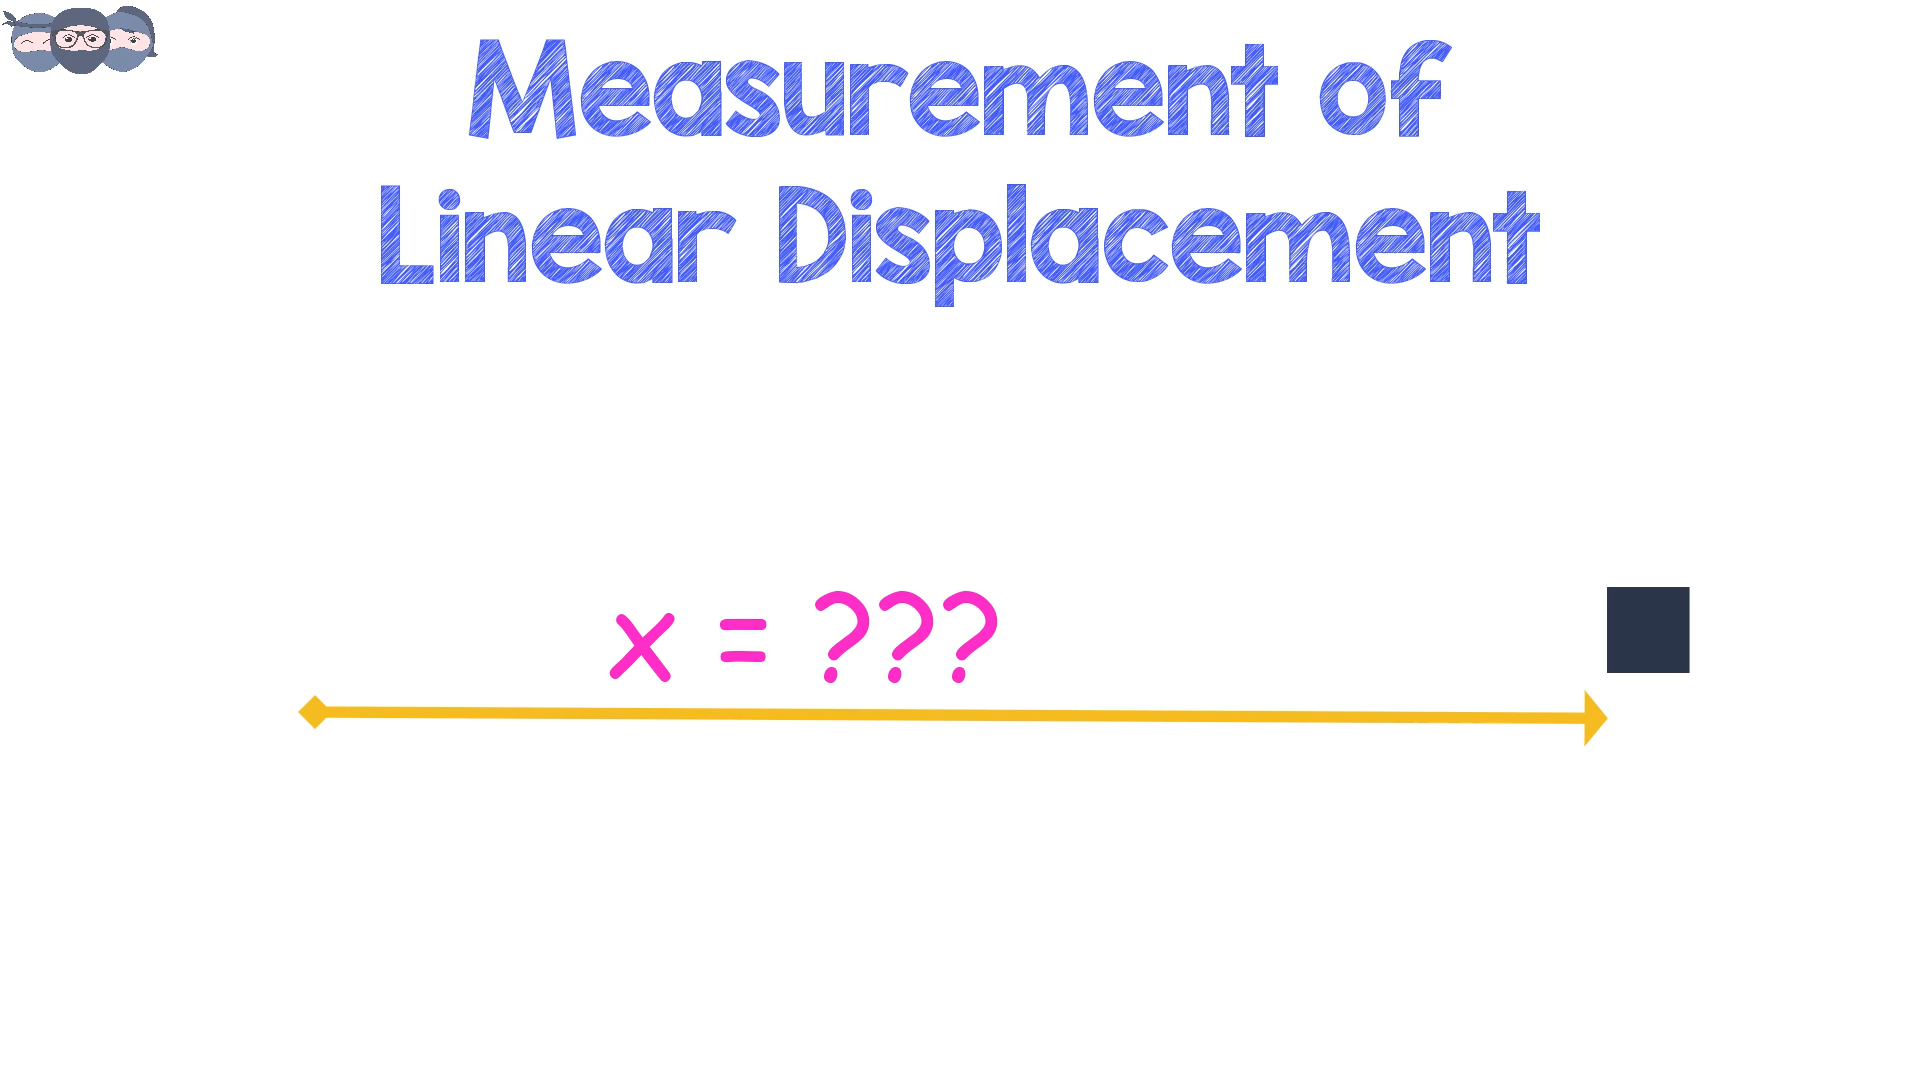 Measurement of
Linear Displacement
x = ???